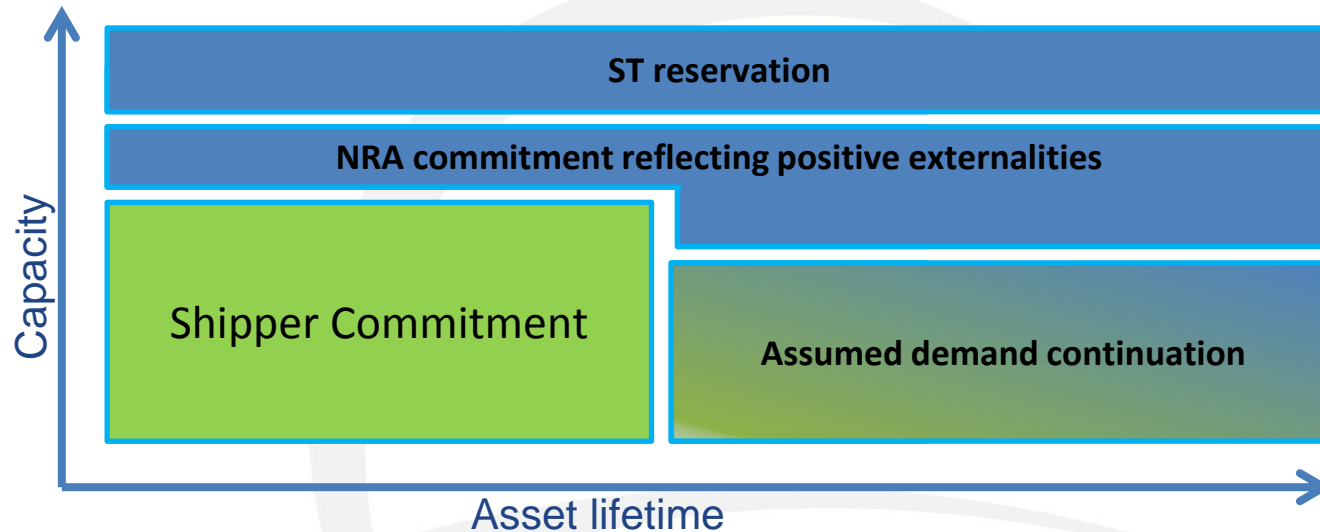 ST reservation
NRA commitment reflecting positive externalities
Capacity
Shipper Commitment
Assumed demand continuation
Asset lifetime